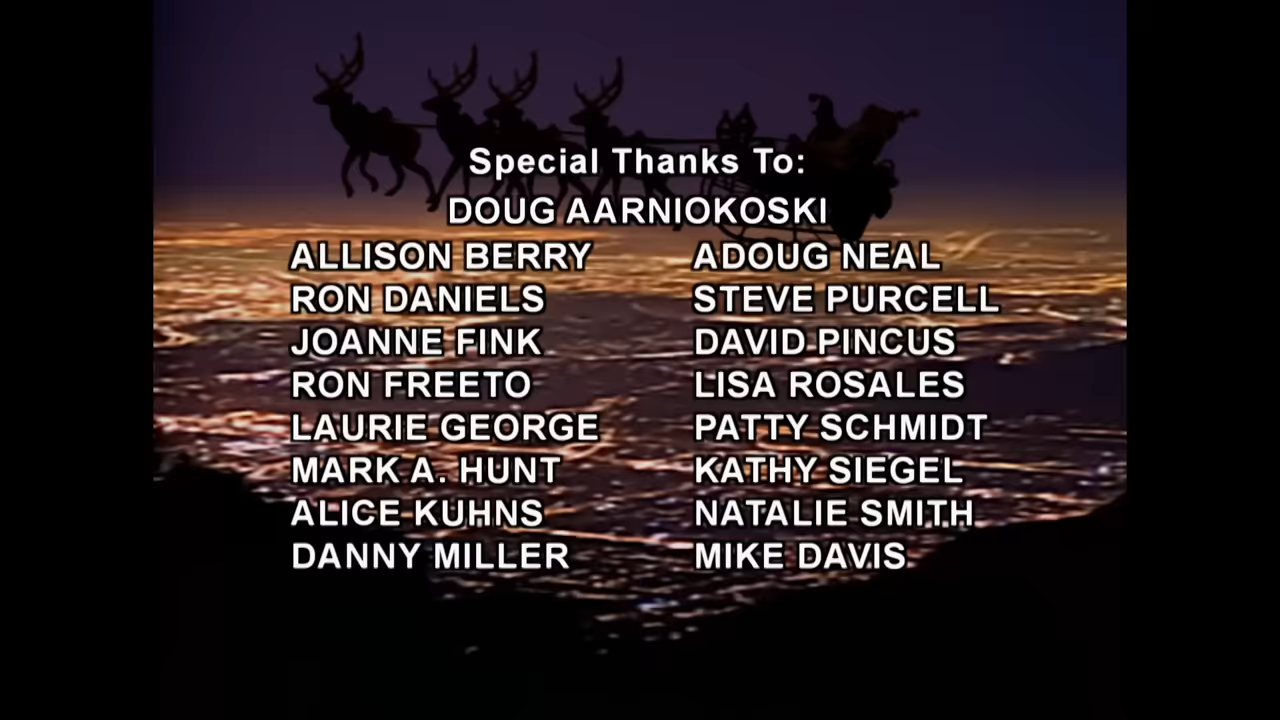 Special Thanks To:
DOUG AARNIOKOSKI
ALLISON BERRY
RON DANIELS
JOANNE FINK
RON FREETO
LAURIE GEORGE
MARK A. HUNT
ALICE KUHNS
DANNY MILLER
ADOUG NEAL
STEVE PURCELL
DAVID PINCUS
LISA ROSALES
PATTY SCHMIDT
KATHY SIEGEL
NATALIE SMITH
MIKE DAVIS